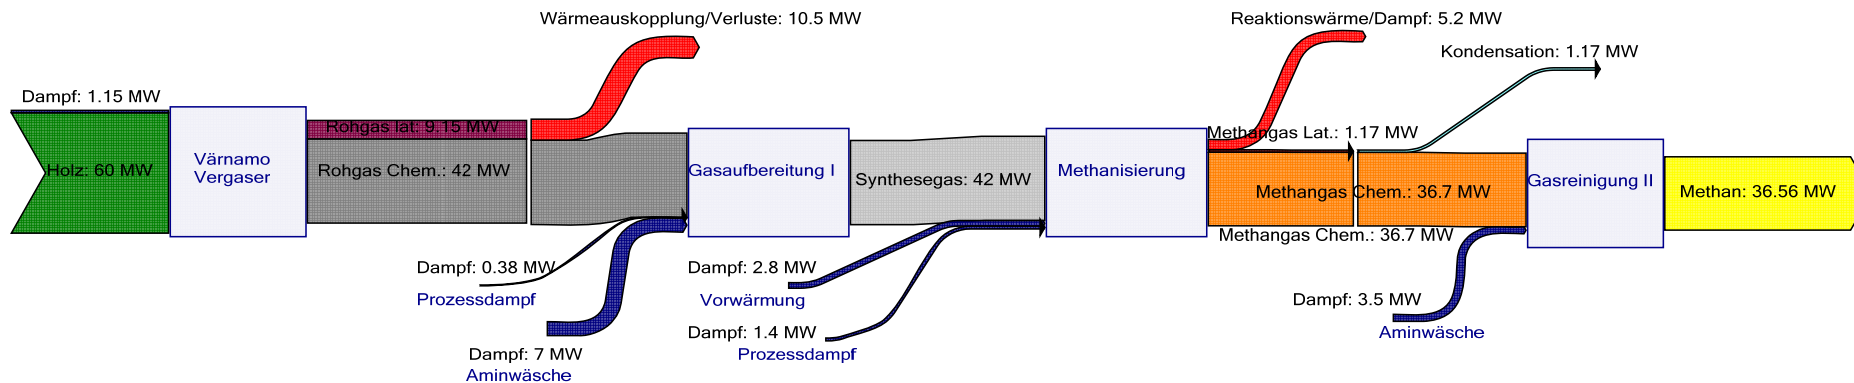 Wärmeauskopplung/Verluste: 10.5 MW
Reaktionswärme/Dampf: 5.2 MW
Kondensation: 1.17 MW
Dampf: 1.15 MW
Holz: 60 MW
Värnamo
Vergaser
Rohgas lat: 9.15 MW
Rohgas Chem.: 42 MW
Gasaufbereitung I
Synthesegas: 42 MW
Methanisierung
Methangas Lat.: 1.17 MW
Methangas Chem.: 36.7 MW
Methangas Chem.: 36.7 MW
Gasreinigung II
Methan: 36.56 MW
Dampf: 0.38 MW
Prozessdampf
Dampf: 7 MW
Aminwäsche
Dampf: 2.8 MW
Vorwärmung
Dampf: 1.4 MW
Prozessdampf
Dampf: 3.5 MW
Aminwäsche